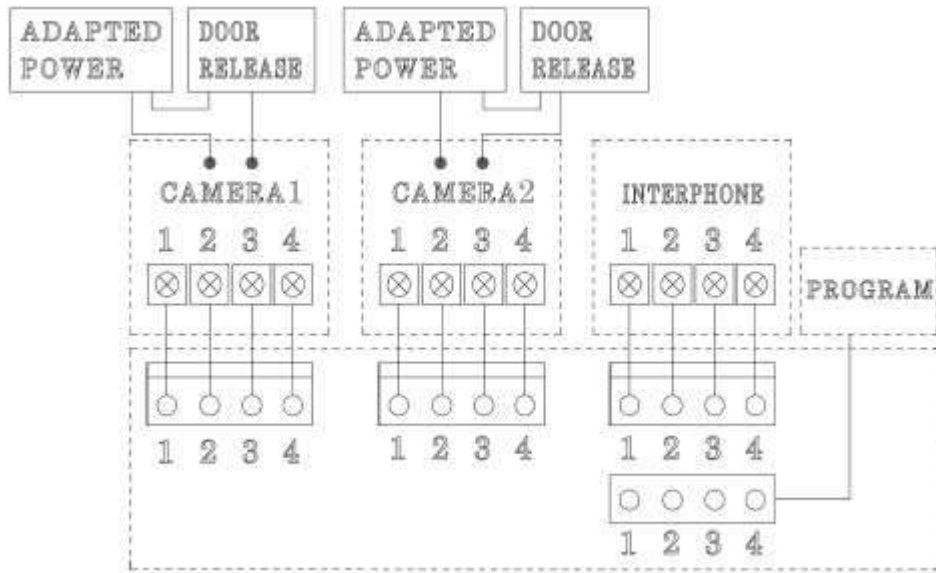 ADAPTED
POWER
DOOR
RELEASE
ADAPTED
POWER
DOOR
RELEASE
CAMERA1
1 2 3 4
CAMERA2
1 2 3 4
INTERPHONE
1 2 3 4
PROGRAM
1 2 3 4
1 2 3 4
1 2 3 4
1 2 3 4